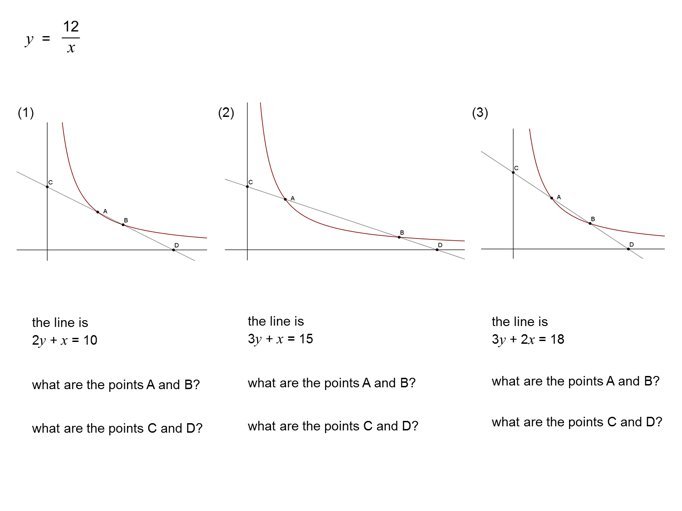 y = 12/x
(1) (2) (3)
C A B D
C A B D
C A B D
the line is
2y + x = 10
what are the points A and B?
what are the points C and D?
the line is
3y + x = 15
what are the points A and B?
what are the points C and D?
the line is
3y + 2x = 18
what are the points A and B?
what are the points C and D?